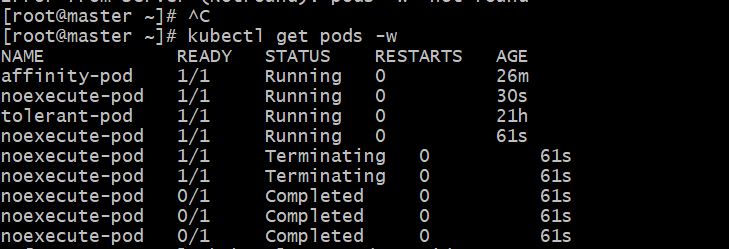 [root@master ~]# ^C
[root@master ~]# kubectl get pods -w
NAME READY STATUS RESTARTS AGE
affinity-pod 1/1 Running 0 26m
noexecute-pod 1/1 Running 0 30s
tolerant-pod 1/1 Running 0 21h
noexecute-pod 1/1 Running 0 61s
noexecute-pod 1/1 Terminating 0 61s
noexecute-pod 1/1 Terminating 0 61s
noexecute-pod 0/1 Completed 0 61s
noexecute-pod 0/1 Completed 0 61s
noexecute-pod 0/1 Completed 0 61s